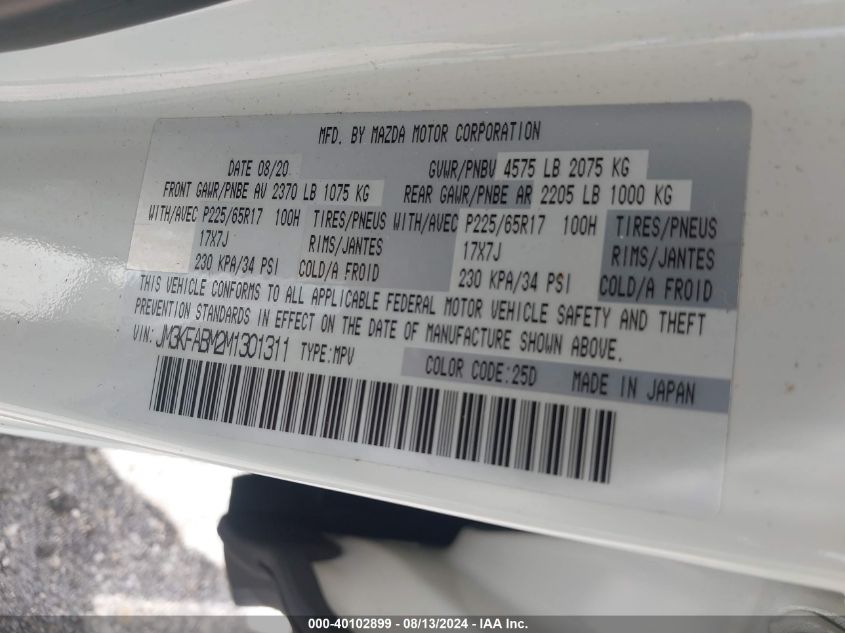 MFD. BY MAZDA MOTOR CORPORATION
DATE 08/20 GVWR/PNBV 4575 LB 2075 KG
FRONT GAWR/PNBE AV 2370 LB 1075 KG REAR GAWR/PNBE AR 2205 LB 1000 KG
WITH/AVEC P225/65R17 100H TIRES/PNEUS WITH/AVEC P225/65R17 100H TIRES/PNEUS
17X7J RIMS/JANTES 17X7J RIMS/JANTES
230 KPA/34 PSI COLD/A FROID 230 KPA/34 PSI COLD/A FROID
THIS VEHICLE CONFORMS TO ALL APPLICABLE FEDERAL MOTOR VEHICLE SAFETY AND THEFT
PREVENTION STANDARDS IN EFFECT ON THE DATE OF MANUFACTURE SHOWN ABOVE.
VIN: JM3KFABM2M1301311 TYPE:MPV
COLOR CODE:25D MADE IN JAPAN
000-40102899 - 08/13/2024 - IAA Inc.